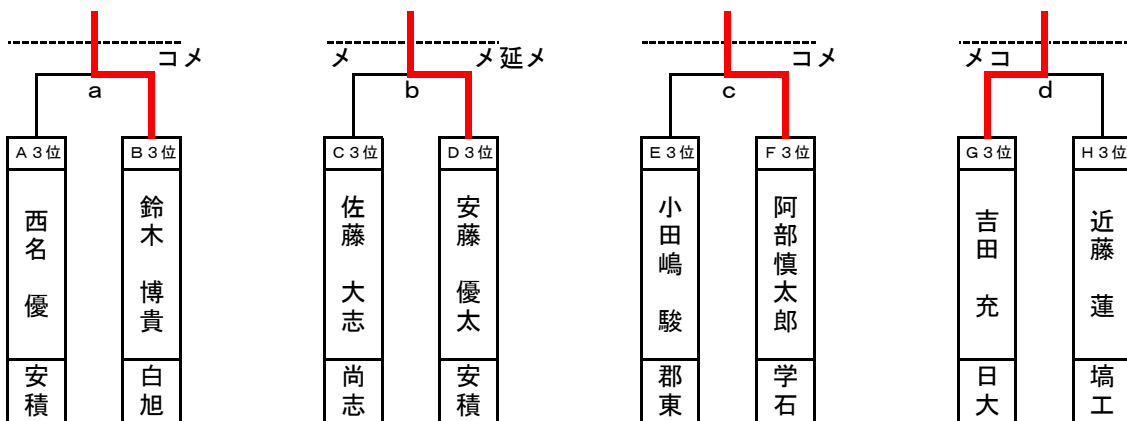 コメ
メ
メ延メ
コメ
メコ
a
b
c
d
A3位
B3位
C3位
D3位
E3位
F3位
G3位
H3位
西名 優
鈴木 博貴
佐藤 大志
安藤 優太
小田嶋 駿
阿部慎太郎
吉田 充
近藤 蓮
安積
白旭
尚志
安積
郡東
学石
日大
塙工